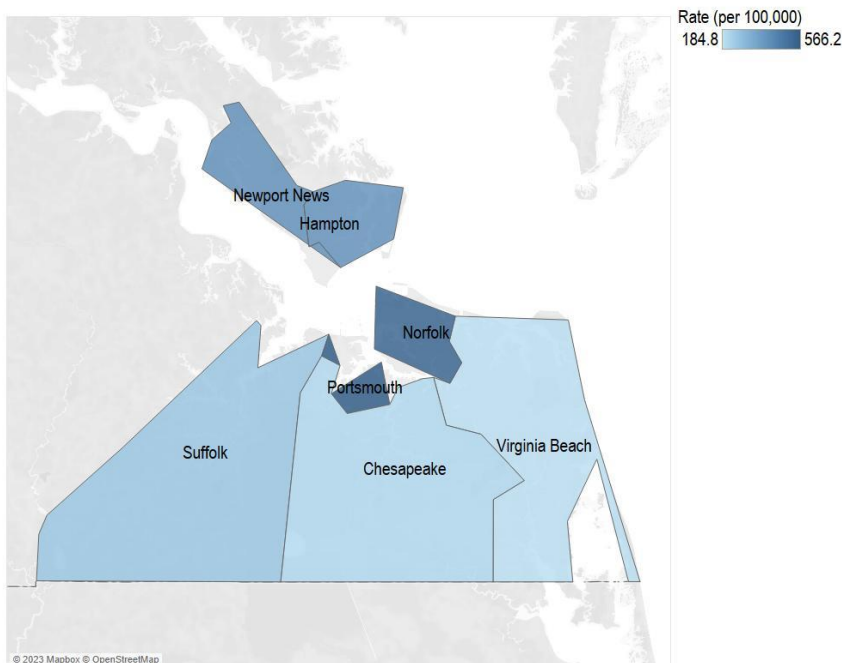 Rate (per 100,000)
184.8 566.2
Newport News
Hampton
Norfolk
Portsmouth
Virginia Beach
Suffolk
Chesapeake
© 2023 Mapbox © OpenStreetMap